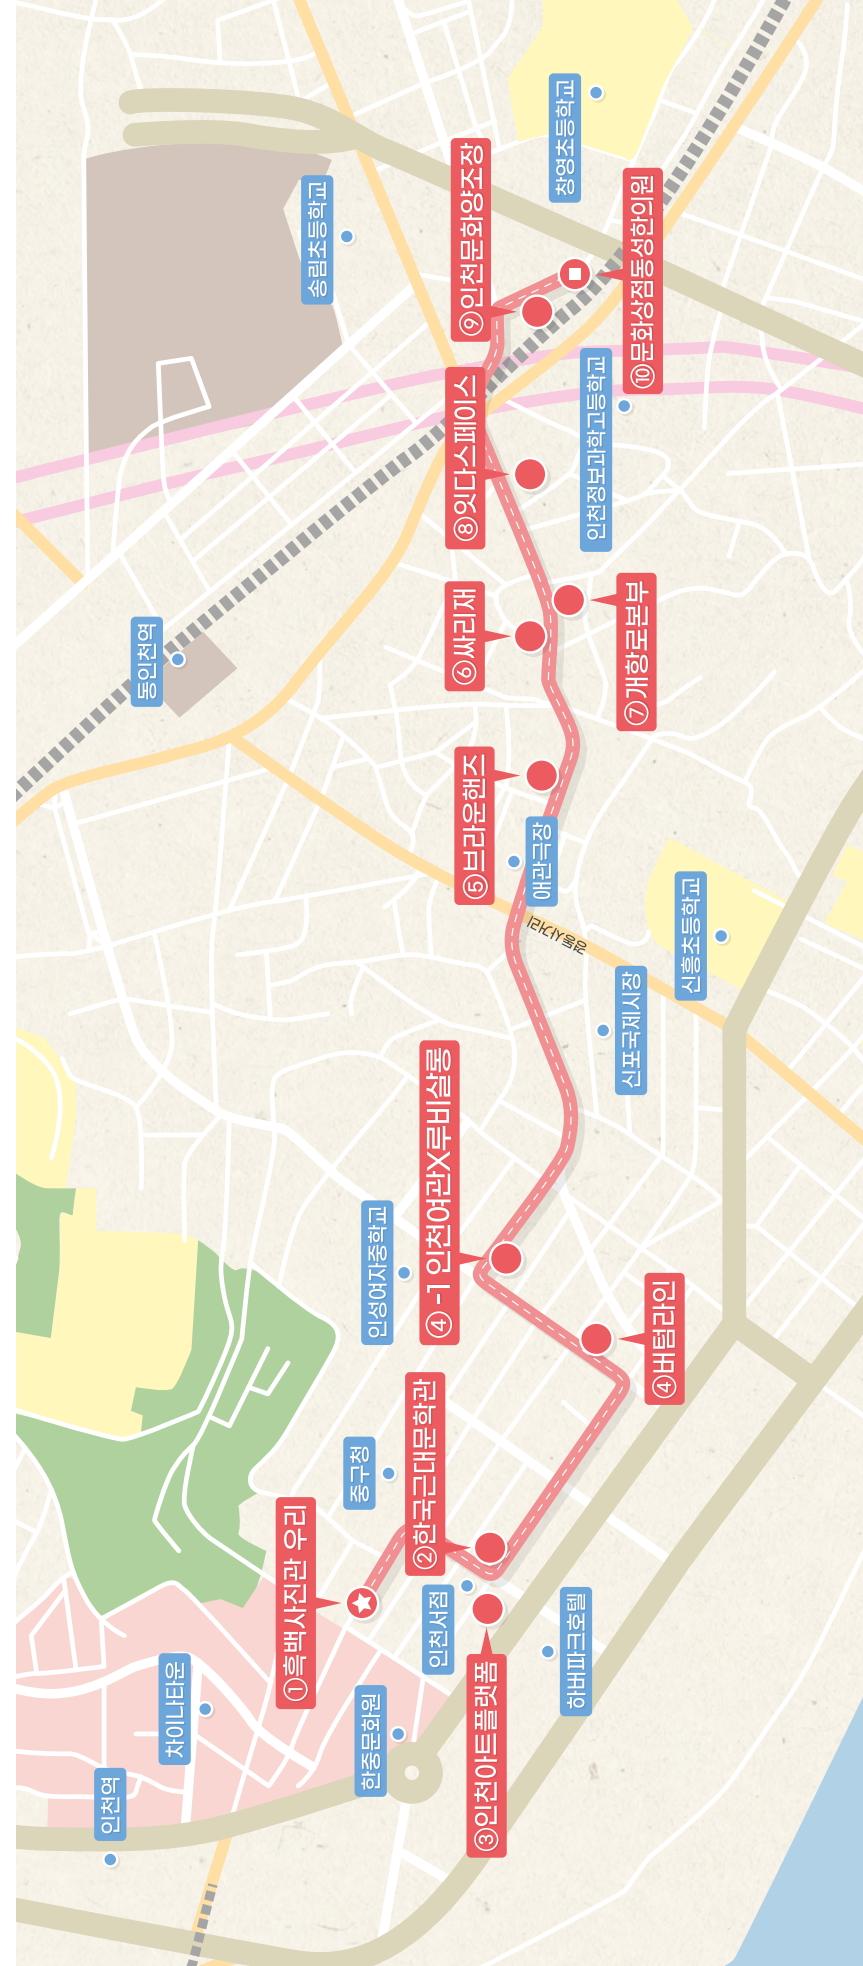 인천역
차이나타운
①흑백사진관 우리
한중문화원
인천서점
③인천아트플랫폼
하버파크호텔
중구청
②한국근대문학관
인성여자중학교
④-1 인천여관X루비살롱
④버텀라인
신포국제시장
신흥초등학교
경동사거리
애관극장
⑤브라운핸즈
동인천역
⑥싸리재
⑦개항로본부
⑧잇다스페이스
인천정보과학고등학교
송림초등학교
⑨인천문화양조장
⑩문화상점동성한의원
창영초등학교